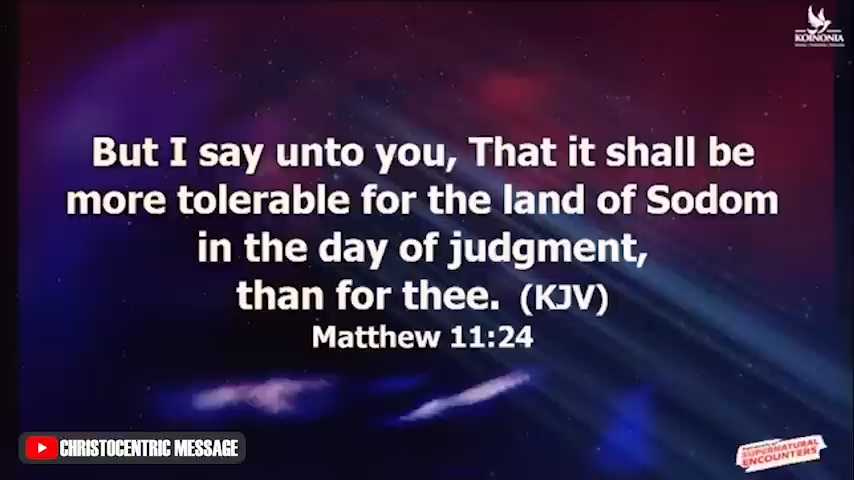 KOINONIA
But I say unto you, That it shall be
more tolerable for the land of Sodom
in the day of judgment,
than for thee. (KJV)
Matthew 11:24
CHRISTOCENTRIC MESSAGE
SUPERNATURAL
ENCOUNTERS